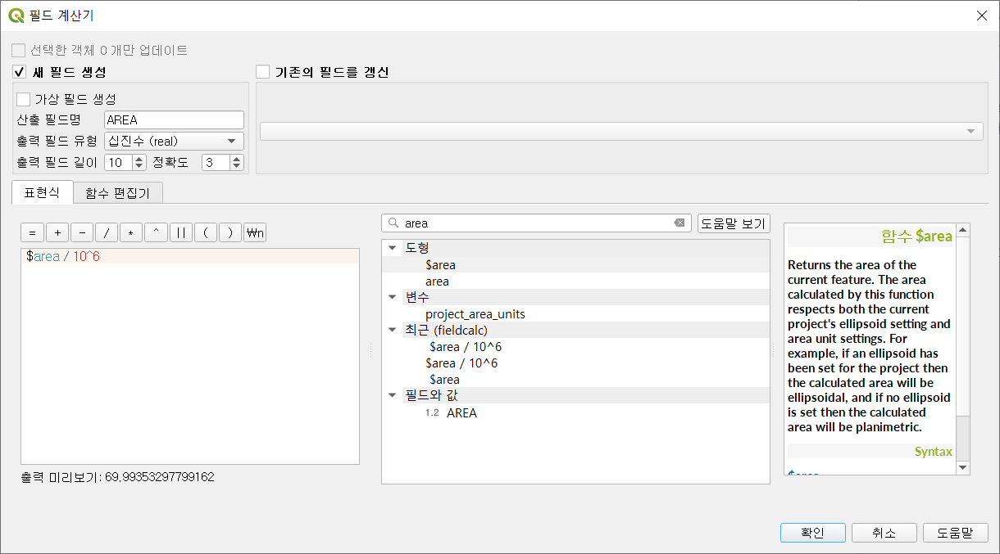 필드 계산기
선택한 객체 0 개만 업데이트
새 필드 생성
기존의 필드를 갱신
가상 필드 생성
산출 필드명 AREA
출력 필드 유형 십진수 (real)
출력 필드 길이 10 정확도 3
표현식 함수 편집기
= + - / * ^ || ( ) ₩n
$area / 10^6
출력 미리보기: 69.99353297799162
area
도움말 보기
도형
$area
area
변수
project_area_units
최근 (fieldcalc)
$area / 10^6
$area / 10^6
$area
필드와 값
1.2 AREA
함수 $area
Returns the area of the
current feature. The area
calculated by this function
respects both the current
project's ellipsoid setting and
area unit settings. For
example, if an ellipsoid has
been set for the project then
the calculated area will be
ellipsoidal, and if no ellipsoid
is set then the calculated
area will be planimetric.
Syntax
$area
확인 취소 도움말